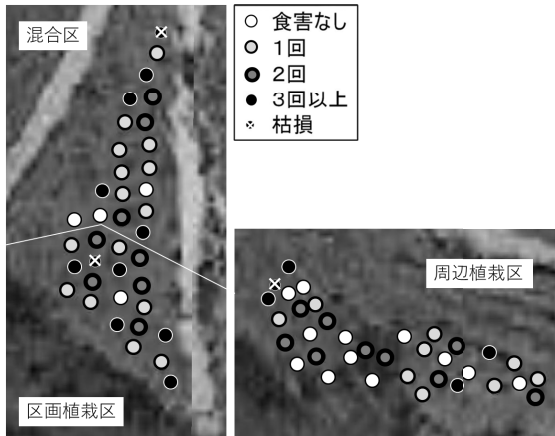 混合区
食害なし
1回
2回
3回以上
枯損
周辺植栽区
区画植栽区